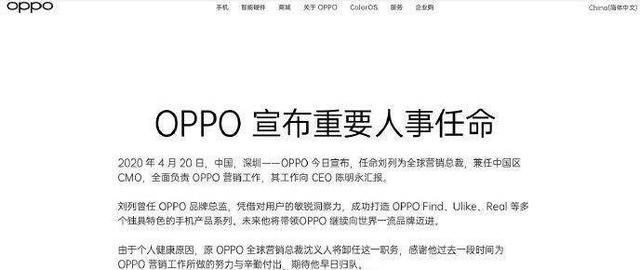 oppo
手机 智能硬件 商城 关于 OPPO ColorOS 服务 企业购 China(简体中文)
OPPO 宣布重要人事任命
2020 年 4 月 20 日，中国，深圳——OPPO 今日宣布，任命刘列为全球营销总裁，兼任中国区
CMO，全面负责 OPPO 营销工作，其工作向 CEO 陈明永汇报。
刘列曾任 OPPO 品牌总监，凭借对用户的敏锐洞察力，成功打造 OPPO Find、Ulike、Real 等多
个独具特色的手机产品系列。未来他将带领OPPO 继续向世界一流品牌迈进。
由于个人健康原因，原 OPPO 全球营销总裁沈义人将卸任这一职务，感谢他过去一段时间为
OPPO 营销工作所做的努力与辛勤付出，期待他早日归队。